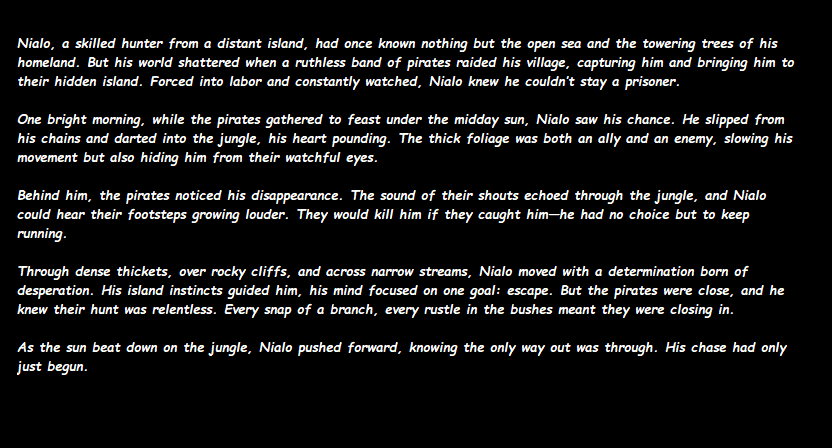 Nialo, a skilled hunter from a distant island, had once known nothing but the open sea and the towering trees of his
homeland. But his world shattered when a ruthless band of pirates raided his village, capturing him and bringing him to
their hidden island. Forced into labor and constantly watched, Nialo knew he couldn't stay a prisoner.
One bright morning, while the pirates gathered to feast under the midday sun, Nialo saw his chance. He slipped from
his chains and darted into the jungle, his heart pounding. The thick foliage was both an ally and an enemy, slowing his
movement but also hiding him from their watchful eyes.
Behind him, the pirates noticed his disappearance. The sound of their shouts echoed through the jungle, and Nialo
could hear their footsteps growing louder. They would kill him if they caught him—he had no choice but to keep
running.
Through dense thickets, over rocky cliffs, and across narrow streams, Nialo moved with a determination born of
desperation. His island instincts guided him, his mind focused on one goal: escape. But the pirates were close, and he
knew their hunt was relentless. Every snap of a branch, every rustle in the bushes meant they were closing in.
As the sun beat down on the jungle, Nialo pushed forward, knowing the only way out was through. His chase had only
just begun.